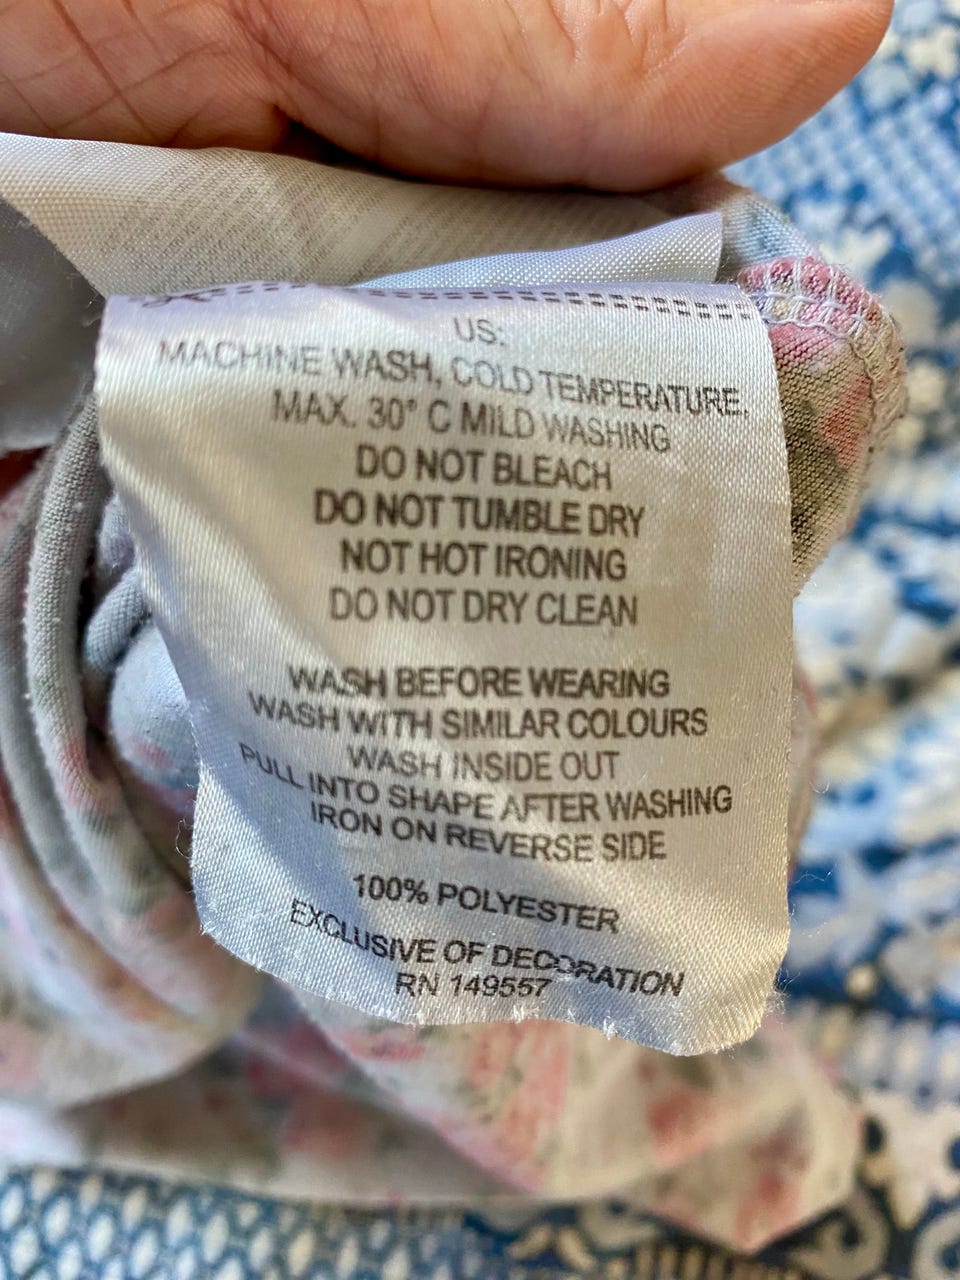 US:
MACHINE WASH, COLD TEMPERATURE.
MAX. 30° C MILD WASHING
DO NOT BLEACH
DO NOT TUMBLE DRY
NOT HOT IRONING
DO NOT DRY CLEAN
WASH BEFORE WEARING
WASH WITH SIMILAR COLOURS
WASH INSIDE OUT
PULL INTO SHAPE AFTER WASHING
IRON ON REVERSE SIDE
100% POLYESTER
EXCLUSIVE OF DECORATION
RN 149557